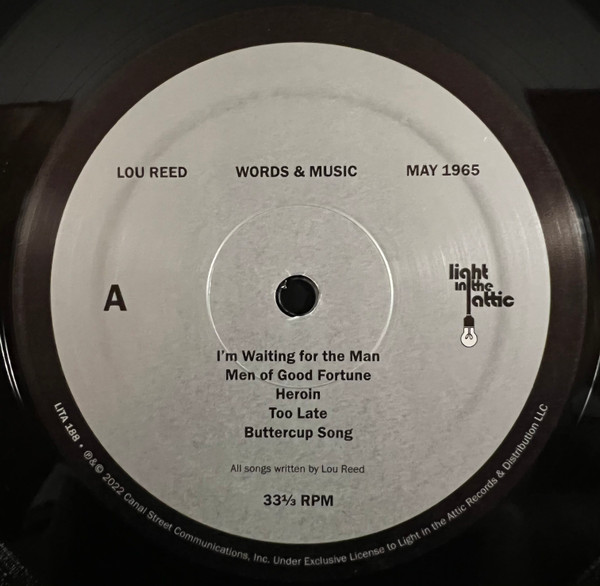 LOU REED WORDS & MUSIC MAY 1965
light
in the
attic
A
I'm Waiting for the Man
Men of Good Fortune
Heroin
Too Late
Buttercup Song
All songs written by Lou Reed
33⅓ RPM
LITA 188 • ℗ & © 2022 Canal Street Communications, Inc. Under Exclusive License to Light in the Attic Records & Distribution LLC